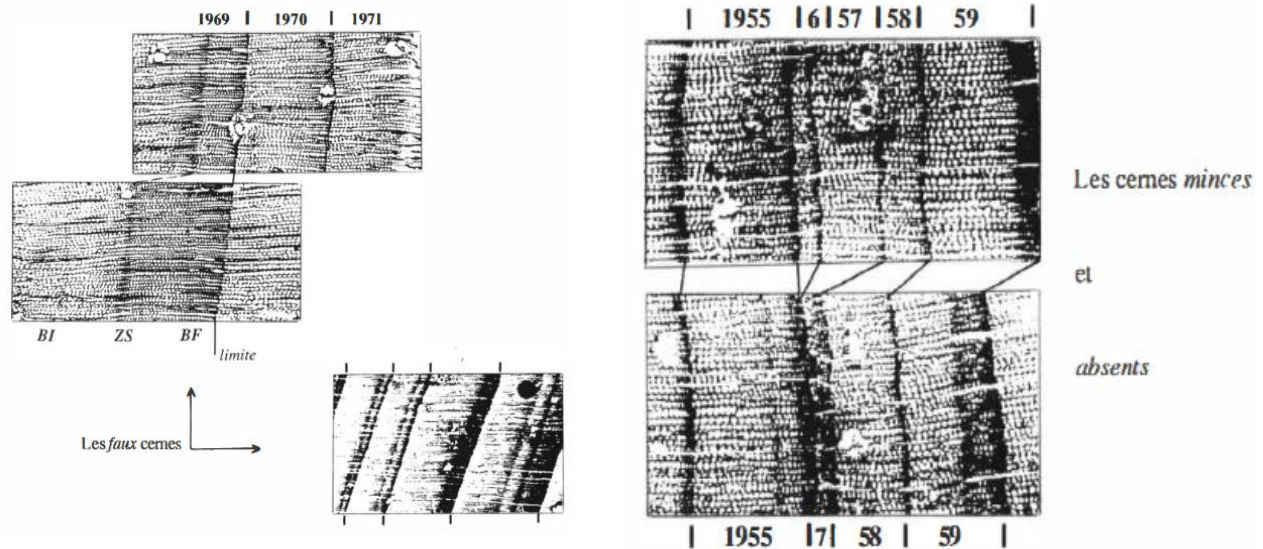 1969 | 1970 | 1971
BI ZS BF
limite
Les faux cernes
| 1955 | 6 | 57 | 58 | 59 |
Les cernes minces
et
absents
| 1955 | 7 | 58 | 59 |